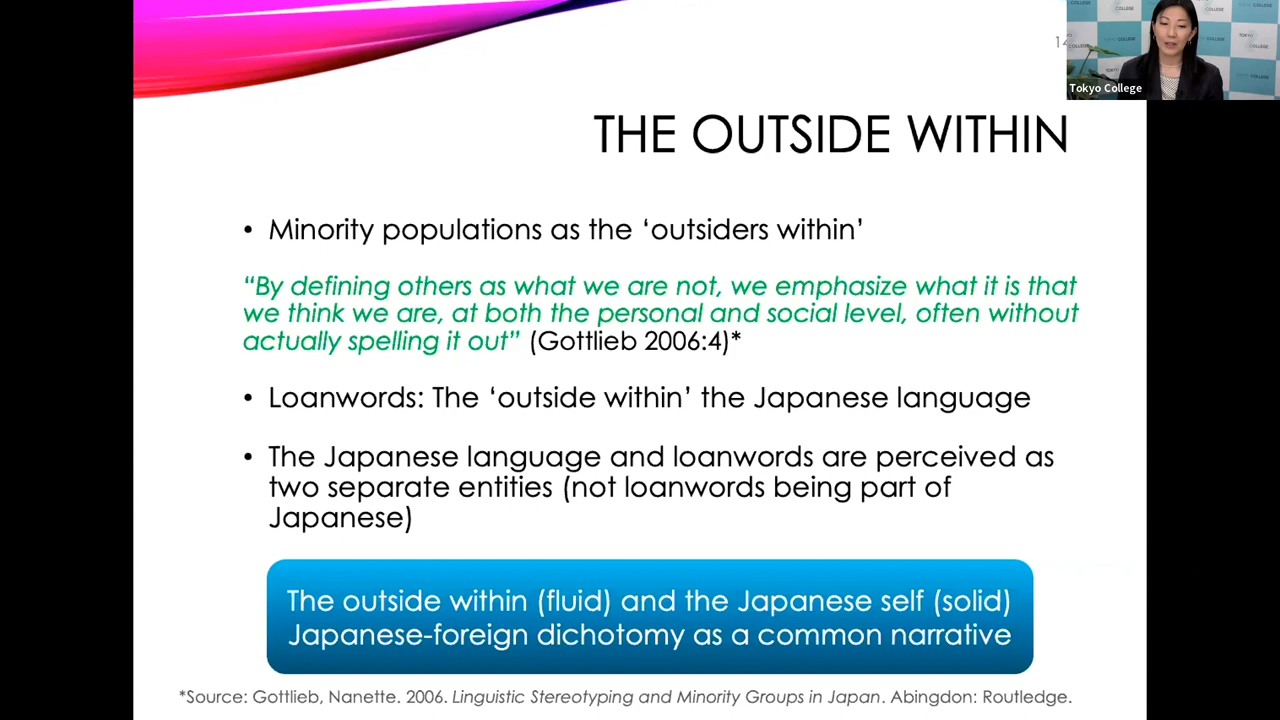 14
TOKYO COLLEGE
Tokyo College
THE OUTSIDE WITHIN
• Minority populations as the ‘outsiders within’
“By defining others as what we are not, we emphasize what it is that
we think we are, at both the personal and social level, often without
actually spelling it out” (Gottlieb 2006:4)*
• Loanwords: The ‘outside within’ the Japanese language
• The Japanese language and loanwords are perceived as
two separate entities (not loanwords being part of
Japanese)
The outside within (fluid) and the Japanese self (solid)
Japanese-foreign dichotomy as a common narrative
*Source: Gottlieb, Nanette. 2006. Linguistic Stereotyping and Minority Groups in Japan. Abingdon: Routledge.